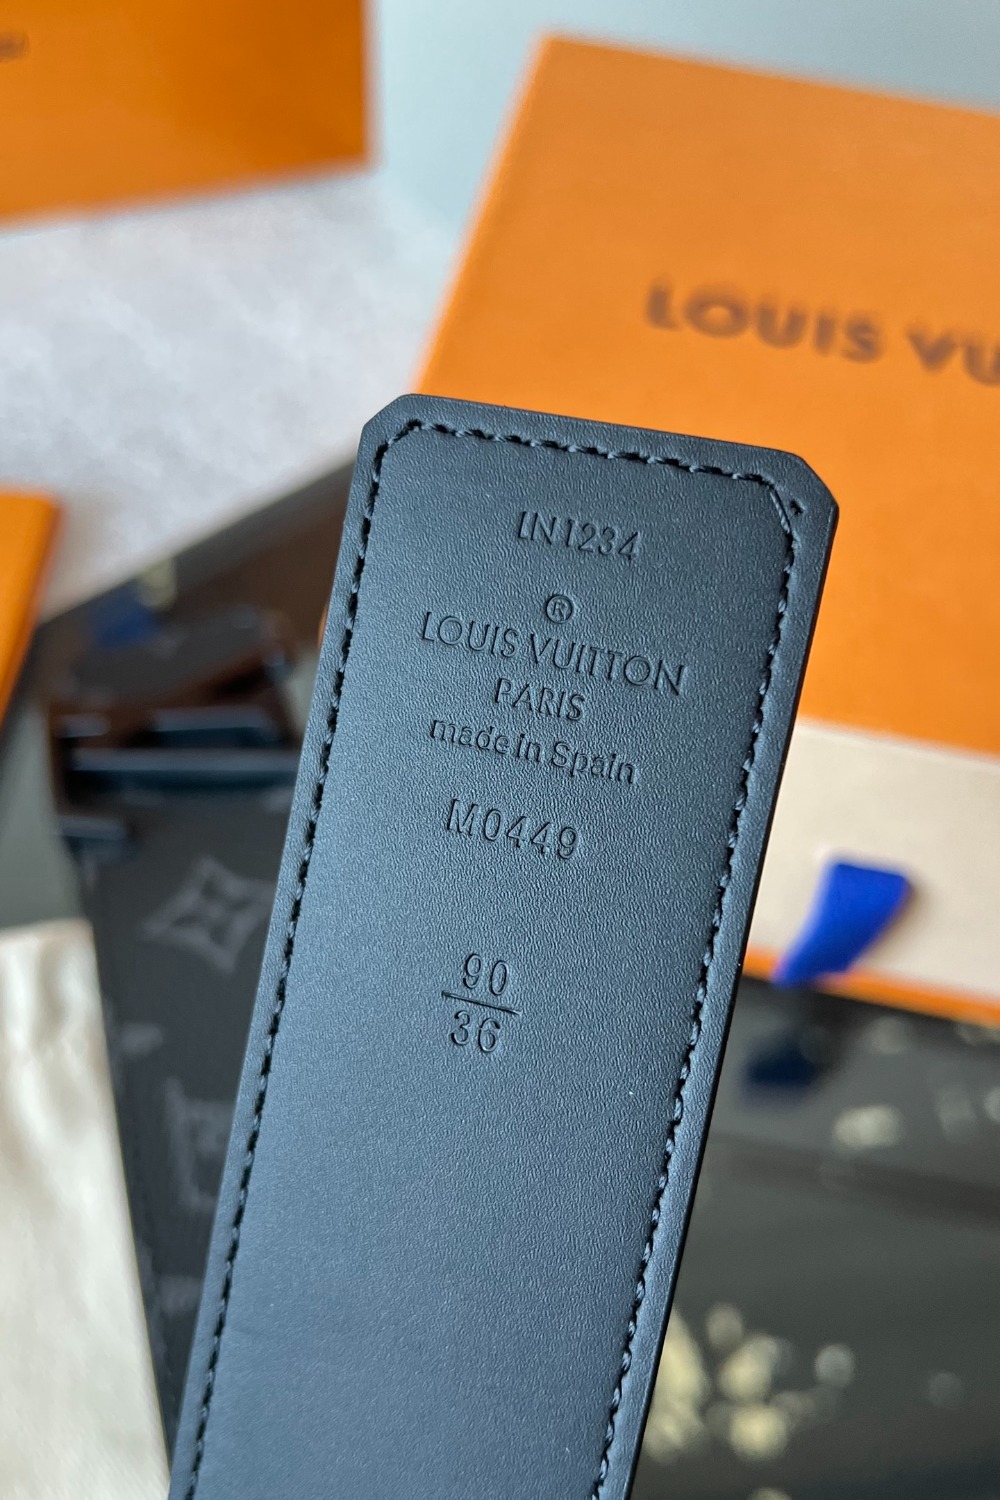 LOUIS VU
LN1234
®
LOUIS VUITTON
PARIS
made in Spain
M0449
90
36